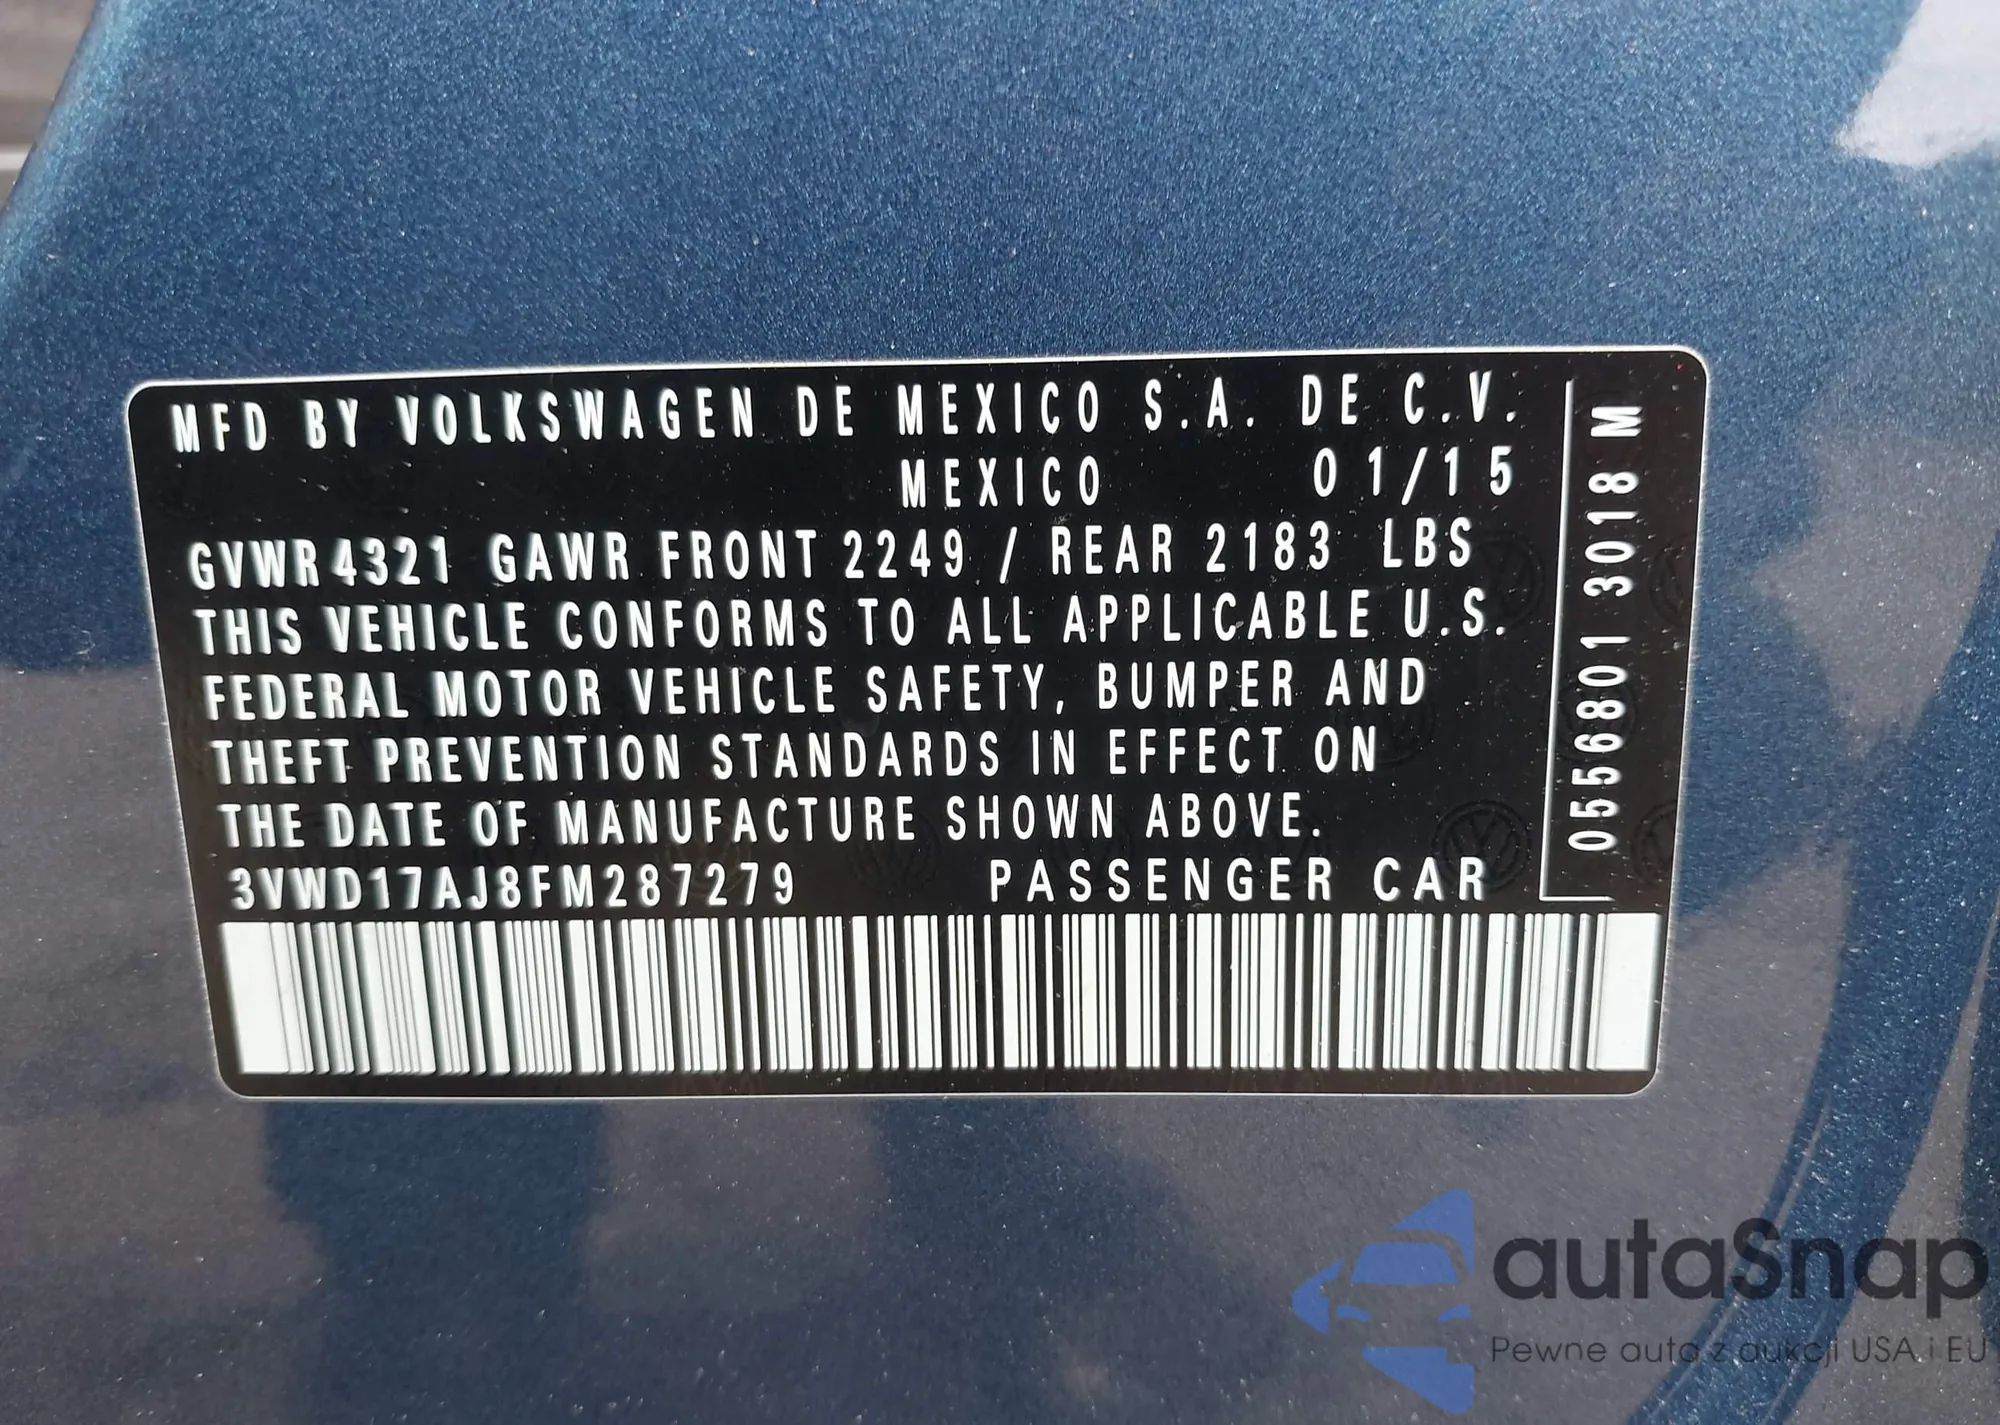 MFD BY VOLKSWAGEN DE MEXICO S.A. DE C.V.
MEXICO 01/15
GVWR 4321 GAWR FRONT 2249 / REAR 2183 LBS
THIS VEHICLE CONFORMS TO ALL APPLICABLE U.S.
FEDERAL MOTOR VEHICLE SAFETY, BUMPER AND
THEFT PREVENTION STANDARDS IN EFFECT ON
THE DATE OF MANUFACTURE SHOWN ABOVE.
3VWD17AJ8FM287279 PASSENGER CAR
0556801 3018 M
autaSnap
Pewne auta z aukcji USA i EU